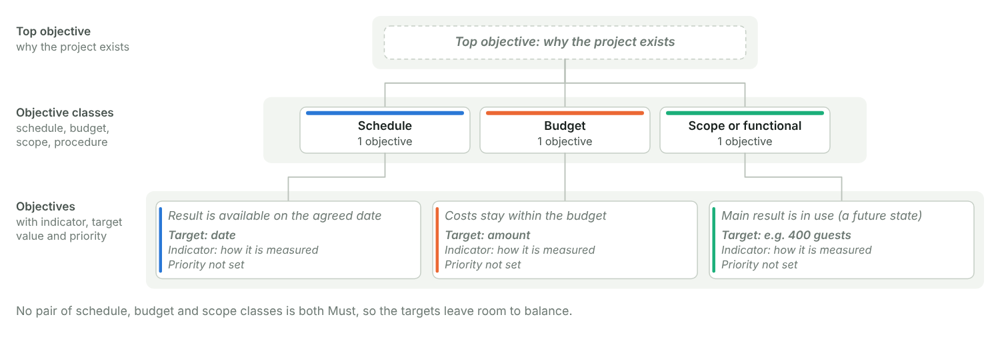 Top objective
why the project exists
Top objective: why the project exists
Objective classes
schedule, budget,
scope, procedure
Schedule
1 objective
Budget
1 objective
Scope or functional
1 objective
Objectives
with indicator, target
value and priority
Result is available on the agreed date
Target: date
Indicator: how it is measured
Priority not set
Costs stay within the budget
Target: amount
Indicator: how it is measured
Priority not set
Main result is in use (a future state)
Target: e.g. 400 guests
Indicator: how it is measured
Priority not set
No pair of schedule, budget and scope classes is both Must, so the targets leave room to balance.